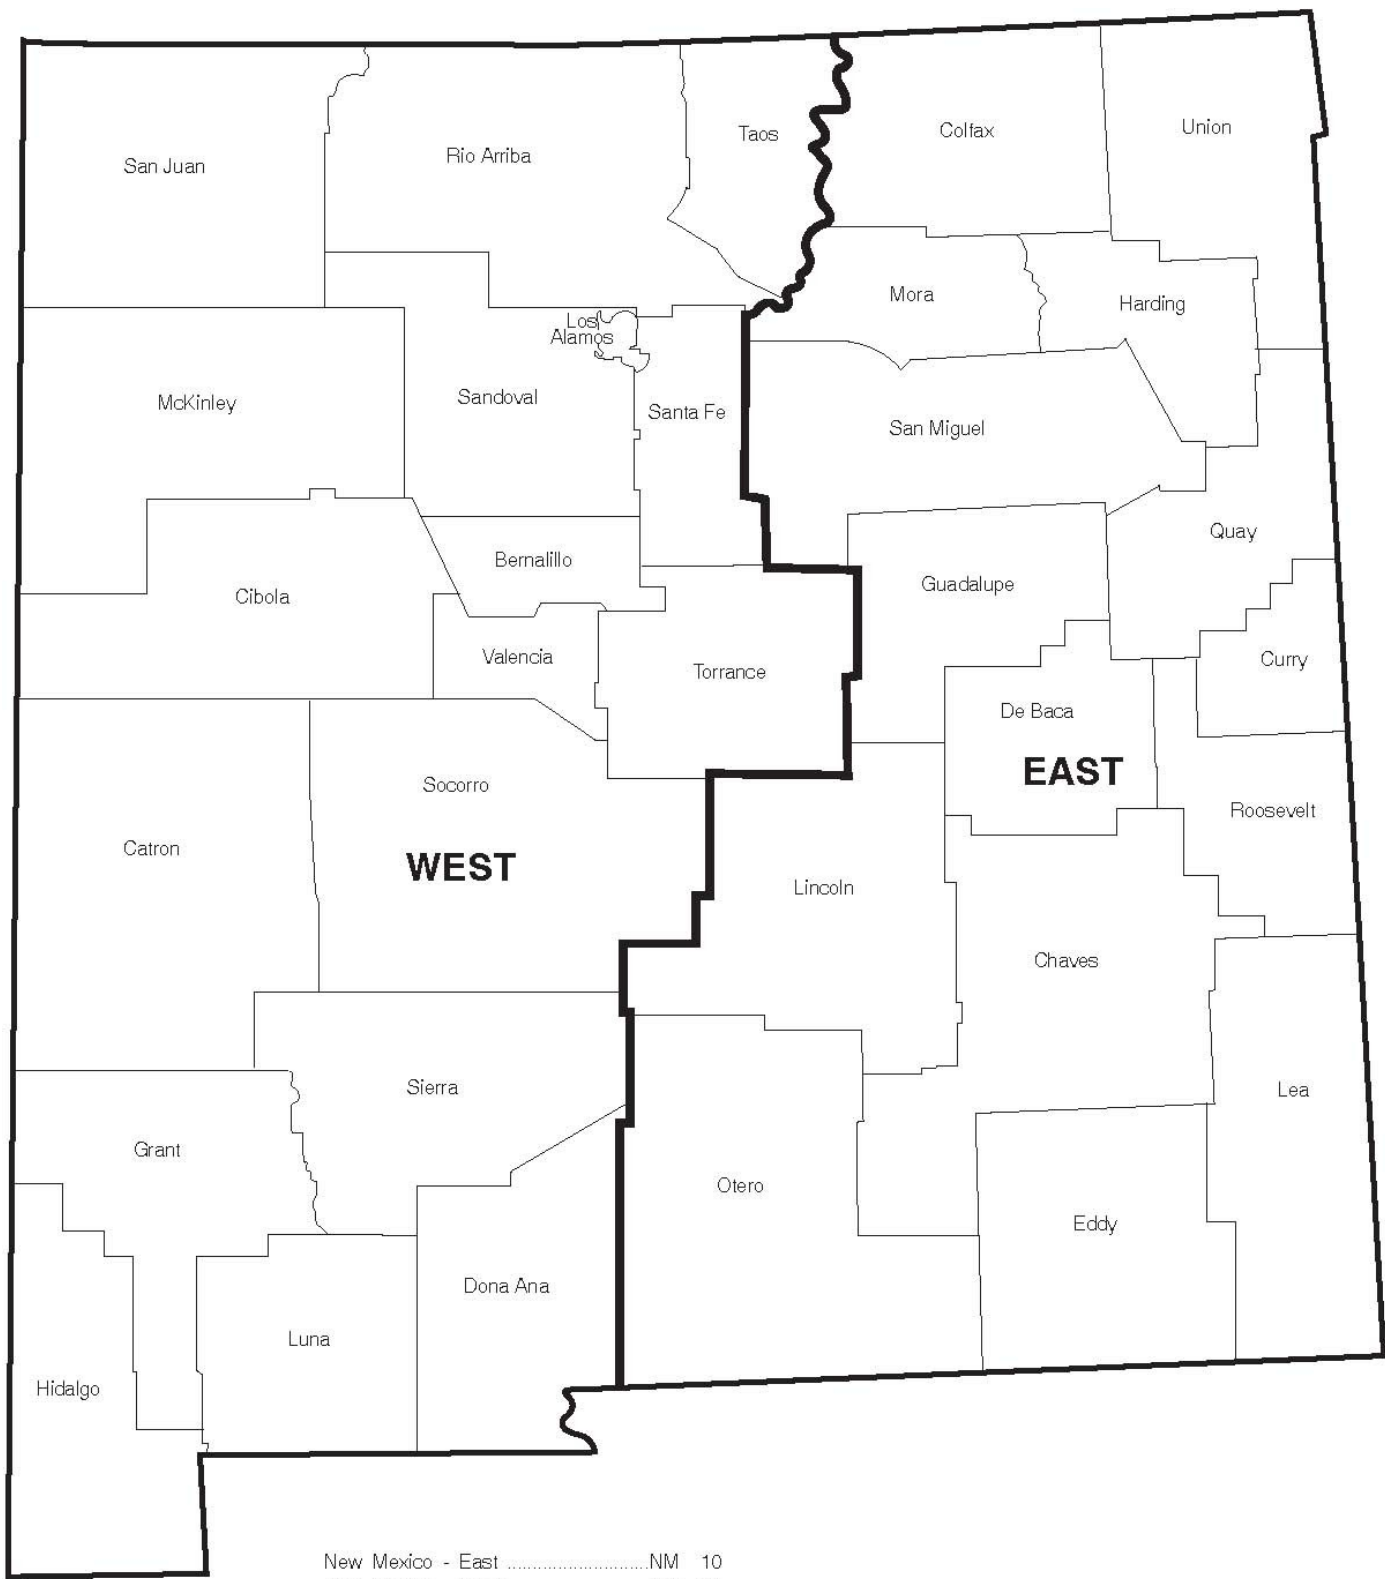 Union
Colfax
Taos
Rio Arriba
San Juan
Mora
Harding
Los
Alamos
Sandoval
McKinley
Santa Fe
San Miguel
Quay
Bernalillo
Guadalupe
Cibola
Valencia
Curry
Torrance
De Baca
EAST
Socorro
Roosevelt
Catron
WEST
Lincoln
Chaves
Sierra
Lea
Grant
Otero
Eddy
Dona Ana
Luna
Hidalgo
New Mexico - East ............................NM 10